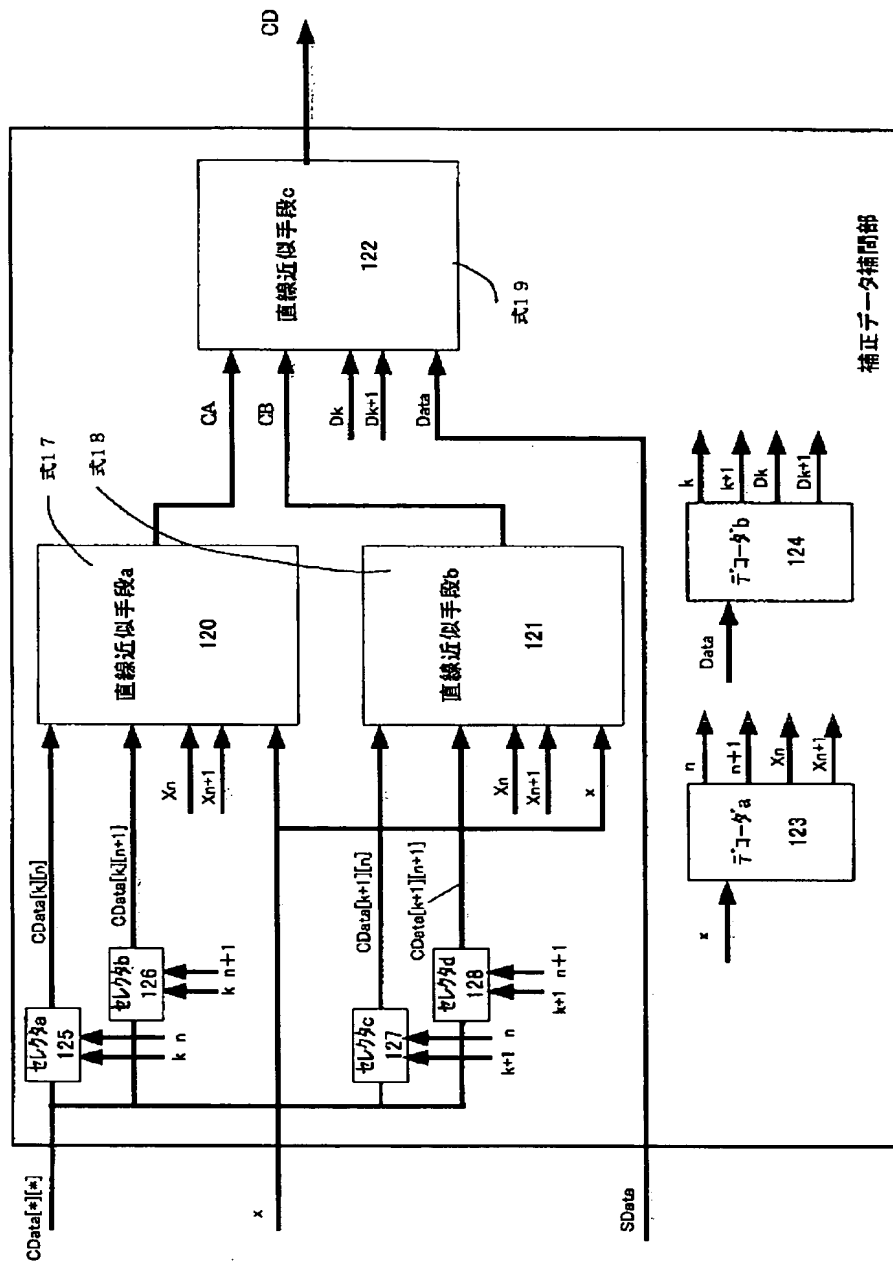 CData[*][*]
x
SData
セレクタa
125
k n
セレクタb
126
k n+1
セレクタc
127
k+1 n
セレクタd
128
k+1 n+1
CData[k][n]
CData[k][n+1]
CData[k+1][n]
CData[k+1][n+1]
Xn
Xn+1
Xn
Xn+1
x
直線近似手段a
120
式17
直線近似手段b
121
式18
CA
CB
Dk
Dk+1
Data
直線近似手段c
122
式19
CD
x
デコーダa
123
n
n+1
Xn
Xn+1
Data
デコーダb
124
k
k+1
Dk
Dk+1
補正データ補間部